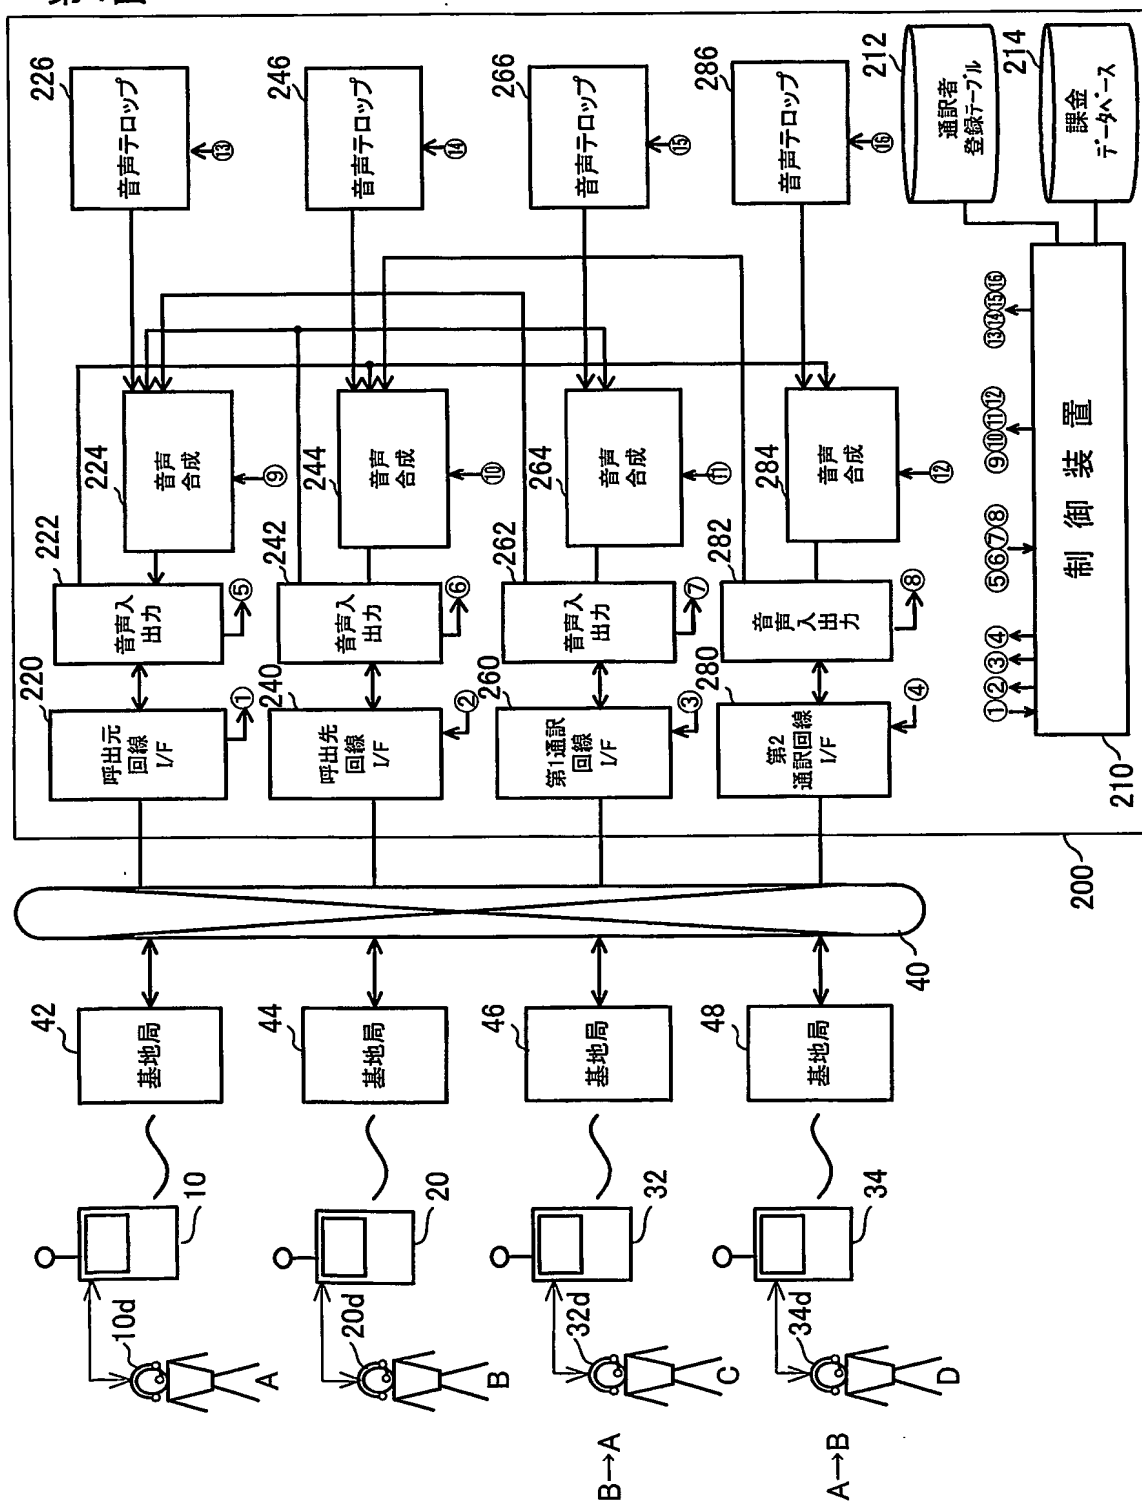 226
音声テロップ
⑬
246
音声テロップ
⑭
266
音声テロップ
⑮
286
音声テロップ
⑯
212
通訳者
登録テーブル
214
課金
データベース
224
音声
合成
⑨
244
音声
合成
⑩
264
音声
合成
⑪
284
音声
合成
⑫
222
音声入
出力
⑤
242
音声入
出力
⑥
262
音声入
出力
⑦
282
音声
入出力
⑧
220
呼出元
回線
I/F
①
240
呼出先
回線
I/F
②
260
第1通訳
回線
I/F
③
280
第2
通訳回線
I/F
④
制御装置
①②③④
⑤⑥⑦⑧
⑨⑩⑪⑫
⑬⑭⑮⑯
210
200
40
42
基地局
44
基地局
46
基地局
48
基地局
10
20
32
34
10d
20d
32d
34d
A
B
C
D
B→A
A→B